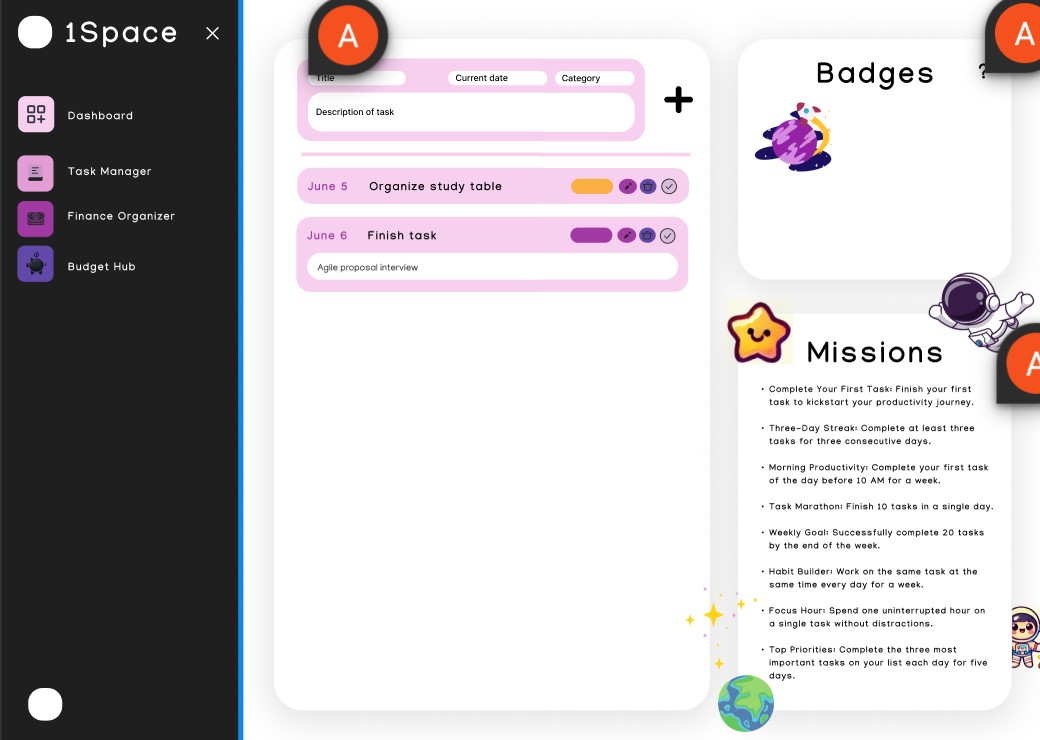 1Space
Dashboard
Task Manager
Finance Organizer
Budget Hub
A
Title
Current date
Category
Description of task
June 5
Organize study table
June 6
Finish task
Agile proposal interview
A
Badges
?
A
Missions
• Complete Your First Task: Finish your first
task to kickstart your productivity journey.
• Three-Day Streak: Complete at least three
tasks for three consecutive days.
• Morning Productivity: Complete your first task
of the day before 10 AM for a week.
• Task Marathon: Finish 10 tasks in a single day.
• Weekly Goal: Successfully complete 20 tasks
by the end of the week.
• Habit Builder: Work on the same task at the
same time every day for a week.
• Focus Hour: Spend one uninterrupted hour on
a single task without distractions.
• Top Priorities: Complete the three most
important tasks on your list each day for five
days.